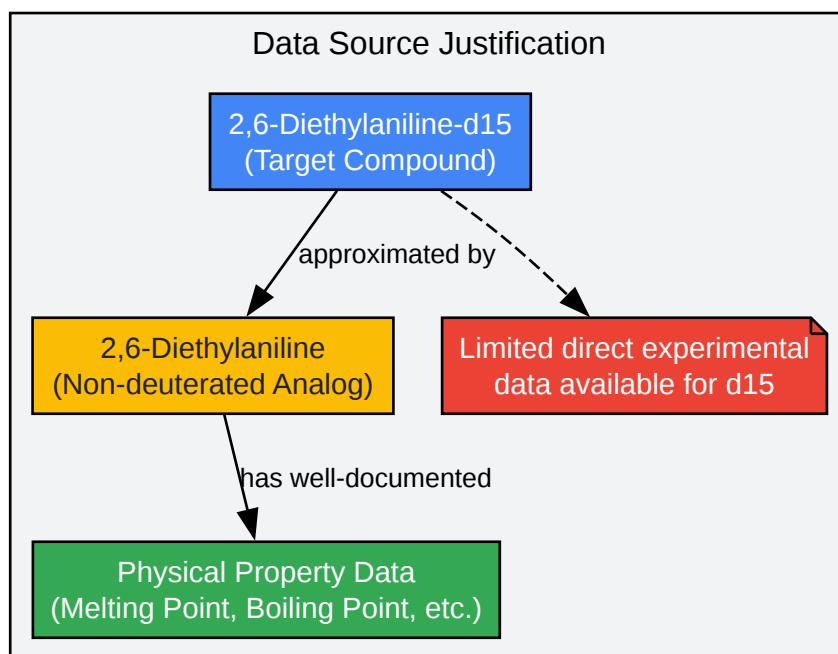 Data Source Justification
2,6-Diethylaniline-d15
(Target Compound)
approximated by
2,6-Diethylaniline
(Non-deuterated Analog)
Limited direct experimental
data available for d15
has well-documented
Physical Property Data
(Melting Point, Boiling Point, etc.)